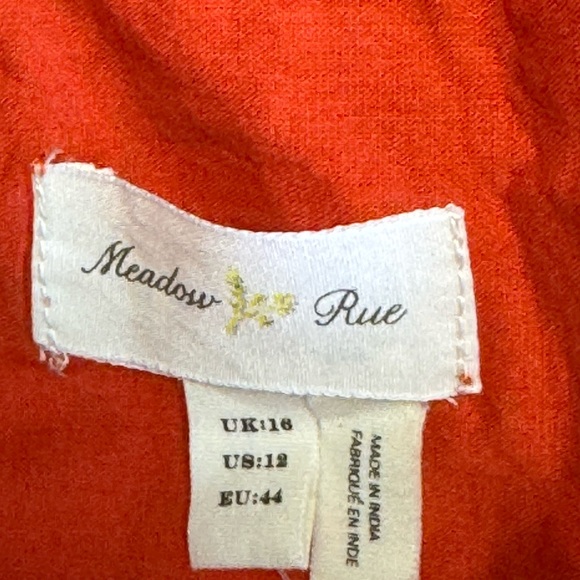 Meadow Rue
UK:16
US:12
EU:44
MADE IN INDIA
FABRIQUÉ EN INDE